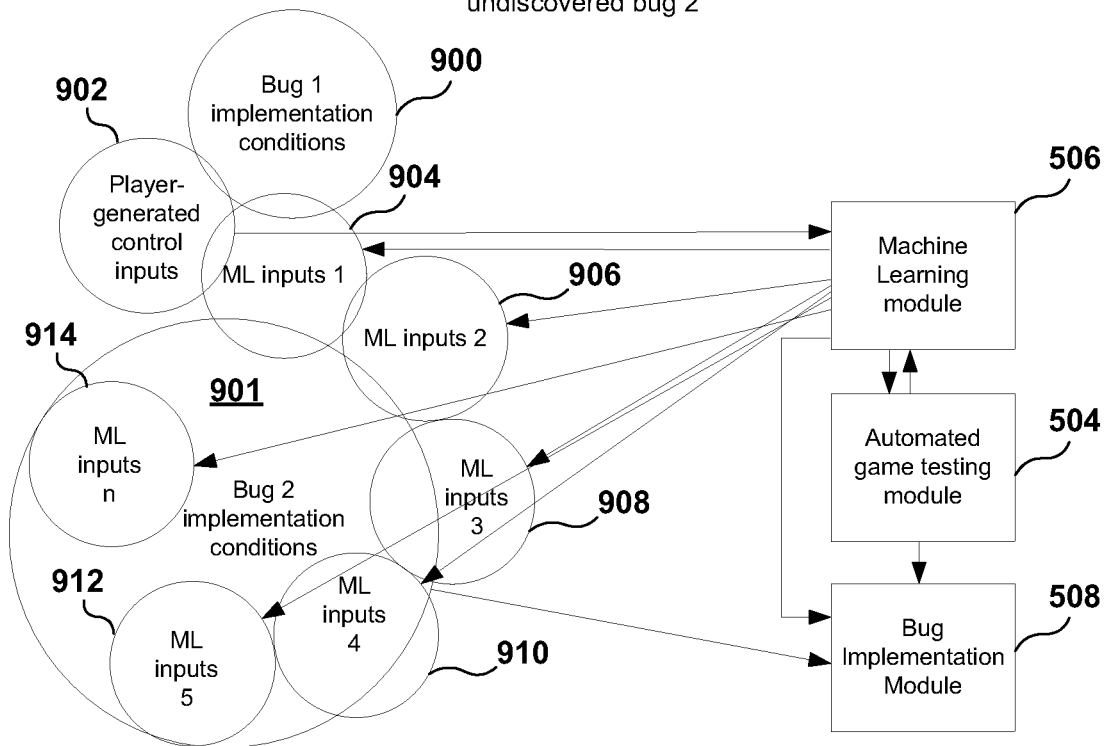 undiscovered bug 2
900
902
Bug 1
implementation
conditions
904
506
Player-
generated
control
inputs
ML inputs 1
Machine
Learning
module
906
ML inputs 2
914
901
ML
inputs
n
Bug 2
implementation
conditions
ML
inputs
3
908
504
Automated
game testing
module
912
ML
inputs
4
910
ML
inputs
5
508
Bug
Implementation
Module